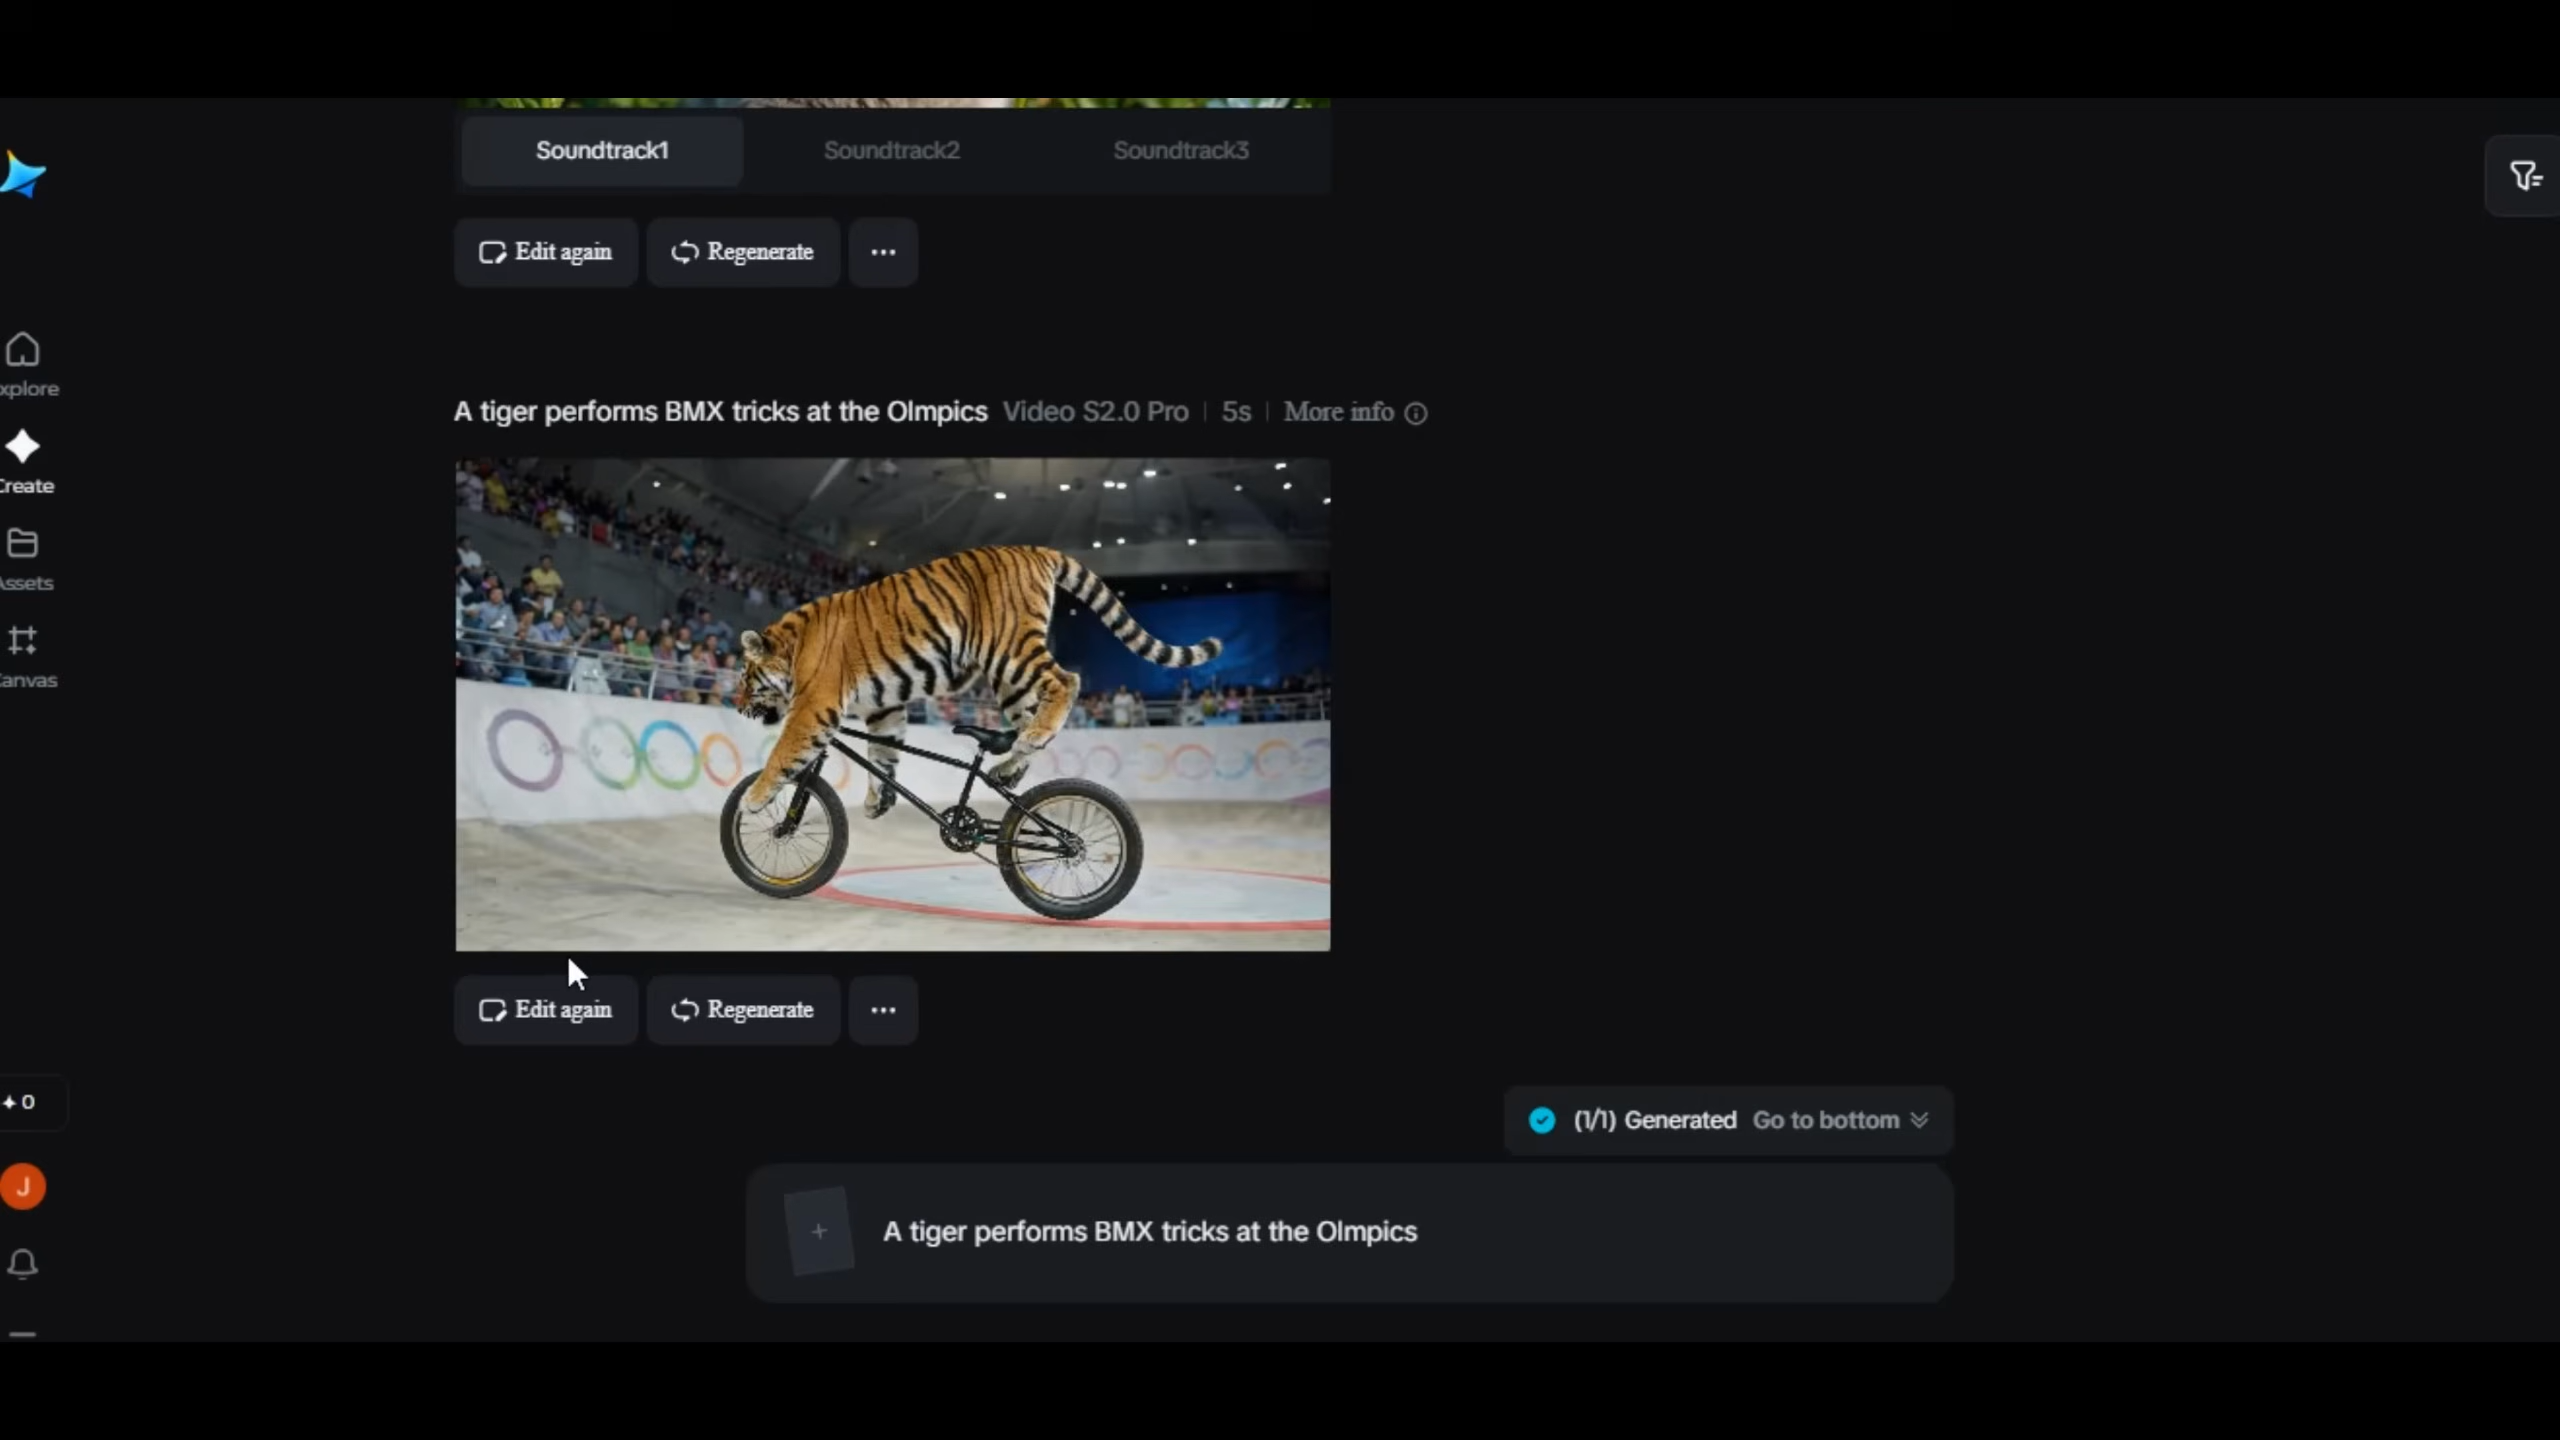 Soundtrack1 Soundtrack2 Soundtrack3
Edit again Regenerate ...
xplore
Create
Assets
Canvas
A tiger performs BMX tricks at the Olmpics Video S2.0 Pro | 5s | More info
Edit again Regenerate ...
0
(1/1) Generated Go to bottom
J
A tiger performs BMX tricks at the Olmpics